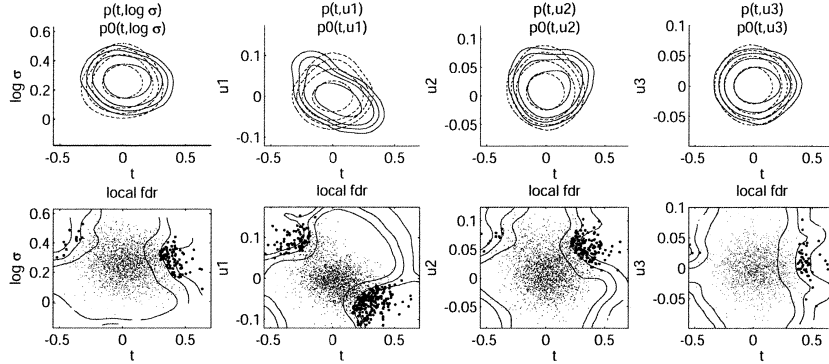 p(t,log σ)
p0(t,log σ)
p(t,u1)
p0(t,u1)
p(t,u2)
p0(t,u2)
p(t,u3)
p0(t,u3)
log σ
0.6
0.4
0.2
0
-0.5
0
0.5
t
u1
0.1
0
-0.1
-0.5
0
0.5
t
u2
0.1
0.05
0
-0.05
-0.5
0
0.5
t
u3
0.1
0.05
0
-0.05
-0.5
0
0.5
t
local fdr
local fdr
local fdr
local fdr
log σ
0.6
0.4
0.2
0
-0.5
0
0.5
t
u1
0.1
0
-0.1
-0.5
0
0.5
t
u2
0.1
0.05
0
-0.05
-0.5
0
0.5
t
u3
0.1
0.05
0
-0.05
-0.5
0
0.5
t